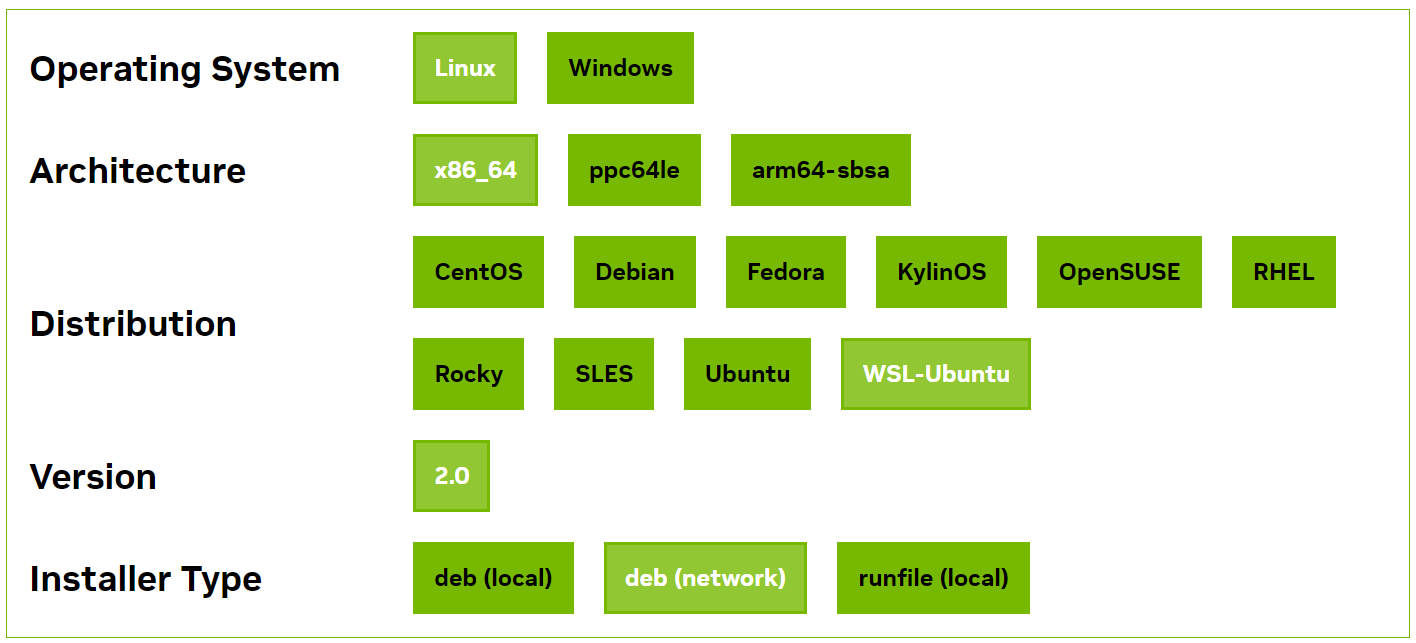 Operating System Linux Windows
Architecture x86_64 ppc64le arm64-sbsa
Distribution
CentOS Debian Fedora KylinOS OpenSUSE RHEL
Rocky SLES Ubuntu WSL-Ubuntu
Version 2.0
Installer Type deb (local) deb (network) runfile (local)